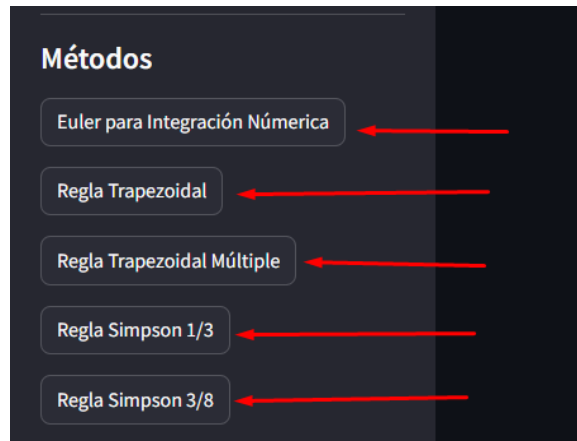 Métodos
Euler para Integración Númerica
Regla Trapezoidal
Regla Trapezoidal Múltiple
Regla Simpson 1/3
Regla Simpson 3/8